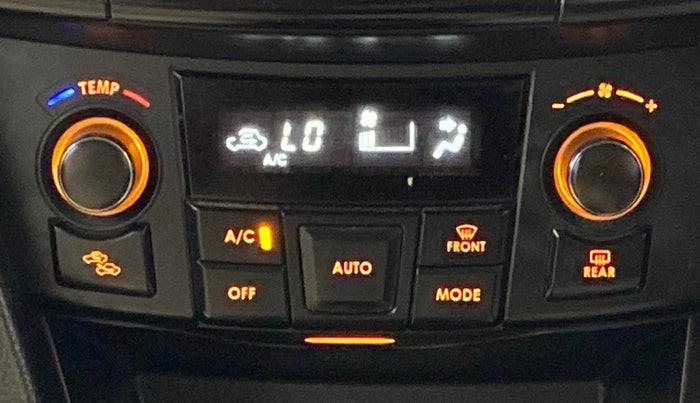 TEMP
- +
LO
A/C
A/C
FRONT
AUTO
REAR
OFF
MODE